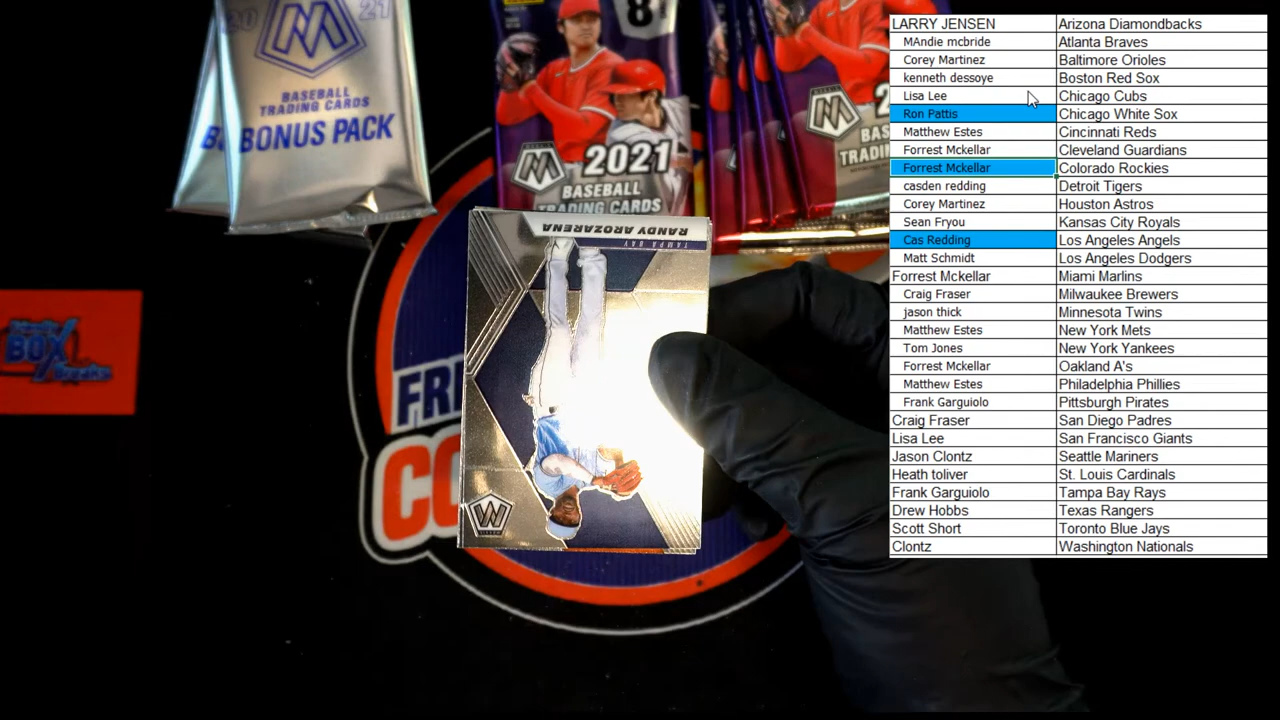 2021
M
BASEBALL
TRADING CARDS
BONUS PACK
8
M
2021
BASEBALL
TRADING CARDS
M
2
BAS
TRADIN
RANDY AROZARENA
TAMPA BAY
BOX
Breaks
FRI
CO
LARRY JENSEN Arizona Diamondbacks
MAndie mcbride Atlanta Braves
Corey Martinez Baltimore Orioles
kenneth dessoye Boston Red Sox
Lisa Lee Chicago Cubs
Ron Pattis Chicago White Sox
Matthew Estes Cincinnati Reds
Forrest Mckellar Cleveland Guardians
Forrest Mckellar Colorado Rockies
casden redding Detroit Tigers
Corey Martinez Houston Astros
Sean Fryou Kansas City Royals
Cas Redding Los Angeles Angels
Matt Schmidt Los Angeles Dodgers
Forrest Mckellar Miami Marlins
Craig Fraser Milwaukee Brewers
jason thick Minnesota Twins
Matthew Estes New York Mets
Tom Jones New York Yankees
Forrest Mckellar Oakland A's
Matthew Estes Philadelphia Phillies
Frank Garguiolo Pittsburgh Pirates
Craig Fraser San Diego Padres
Lisa Lee San Francisco Giants
Jason Clontz Seattle Mariners
Heath toliver St. Louis Cardinals
Frank Garguiolo Tampa Bay Rays
Drew Hobbs Texas Rangers
Scott Short Toronto Blue Jays
Clontz Washington Nationals